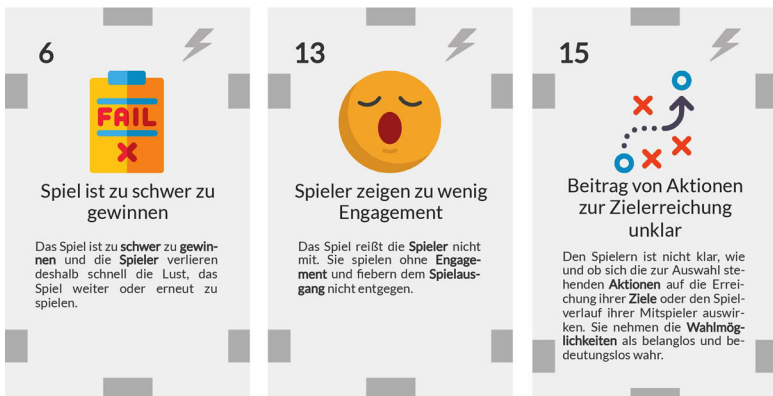 6
FAIL
Spiel ist zu schwer zu
gewinnen
Das Spiel ist zu schwer zu gewin-
nen und die Spieler verlieren
deshalb schnell die Lust, das
Spiel weiter oder erneut zu
spielen.
13
Spieler zeigen zu wenig
Engagement
Das Spiel reißt die Spieler nicht
mit. Sie spielen ohne Engage-
ment und fiebern dem Spielaus-
gang nicht entgegen.
15
Beitrag von Aktionen
zur Zielerreichung
unklar
Den Spielern ist nicht klar, wie
und ob sich die zur Auswahl ste-
henden Aktionen auf die Errei-
chung ihrer Ziele oder den Spiel-
verlauf ihrer Mitspieler auswir-
ken. Sie nehmen die Wahlmög-
lichkeiten als belanglos und be-
deutungslos wahr.